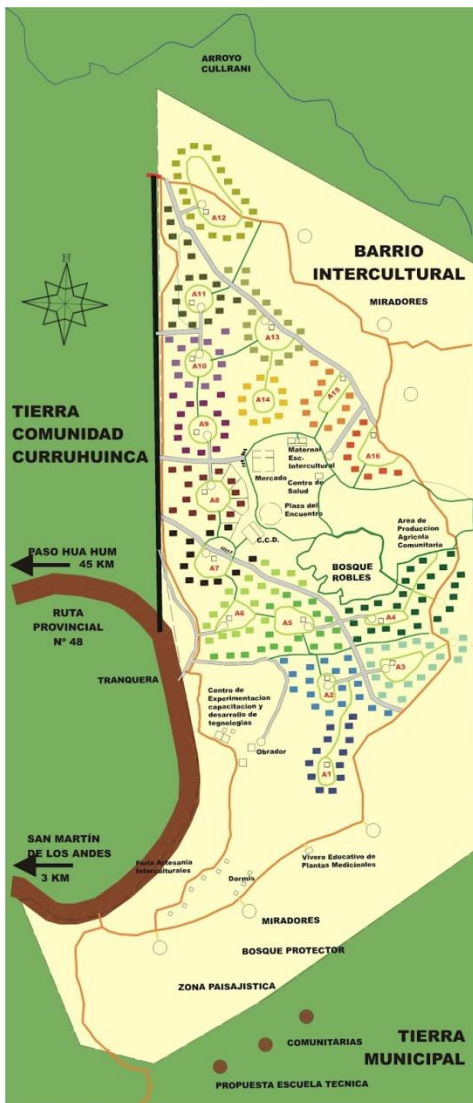 ARROYO
CULLRANI
A12
BARRIO
INTERCULTURAL
N
A11
MIRADORES
A13
A10
A14
A15
TIERRA
COMUNIDAD
CURRUHUINCA
A9
A16
Maternal
Esc.
Intercultural
Mercado
Centro de
Salud
A8
Plaza del
Encuentro
Area de
Produccion
Agricola
Comunitaria
C.C.D.
PASO HUA HUM
45 KM
A7
BOSQUE
ROBLES
RUTA
PROVINCIAL
Nº 48
A6
A5
A4
TRANQUERA
A3
Centro de
Experimentacion
capacitacion y
desarrollo de
tegnologias
A2
Obrador
A1
SAN MARTÍN
DE LOS ANDES
3 KM
Feria Artesania
Interculturales
Vivero Educativo de
Plantas Medicinales
Dormis
MIRADORES
BOSQUE PROTECTOR
ZONA PAISAJISTICA
COMUNITARIAS
TIERRA
MUNICIPAL
PROPUESTA ESCUELA TECNICA